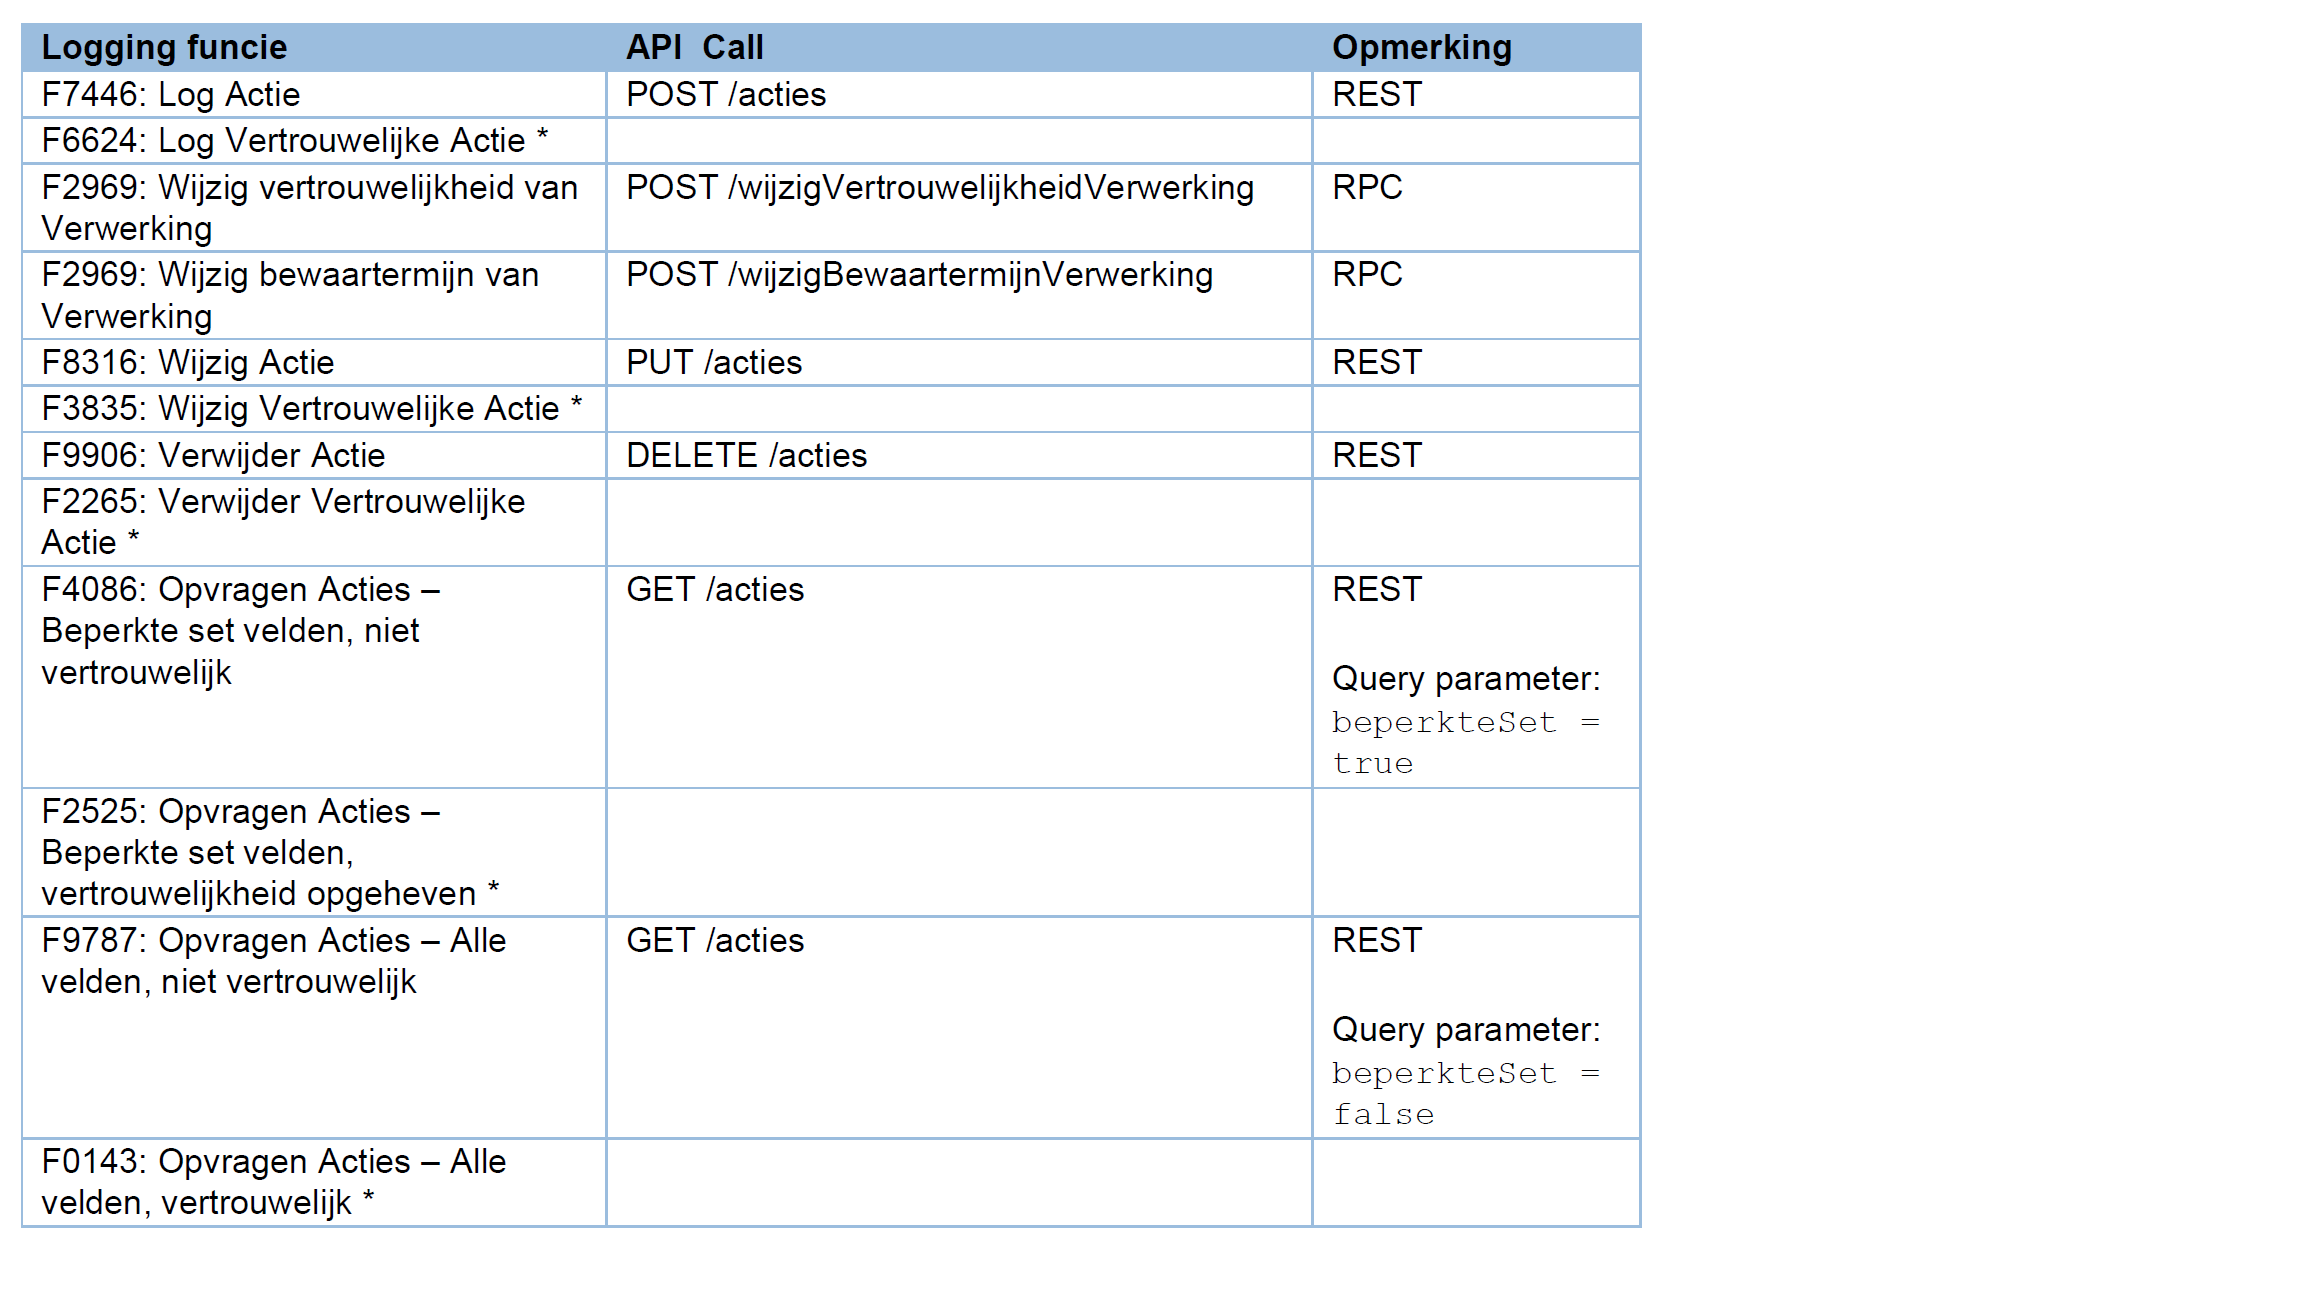 Logging funcie API  Call Opmerking
F7446: Log Actie POST /acties REST
F6624: Log Vertrouwelijke Actie *
F2969: Wijzig vertrouwelijkheid van POST /wijzigVertrouwelijkheidVerwerking RPC
Verwerking
F2969: Wijzig bewaartermijn van POST /wijzigBewaartermijnVerwerking RPC
Verwerking
F8316: Wijzig Actie PUT /acties REST
F3835: Wijzig Vertrouwelijke Actie *
F9906: Verwijder Actie DELETE /acties REST
F2265: Verwijder Vertrouwelijke
Actie *
F4086: Opvragen Acties – GET /acties REST
Beperkte set velden, niet
vertrouwelijk
Query parameter:
beperkteSet =
true
F2525: Opvragen Acties –
Beperkte set velden,
vertrouwelijkheid opgeheven *
F9787: Opvragen Acties – Alle GET /acties REST
velden, niet vertrouwelijk
Query parameter:
beperkteSet =
false
F0143: Opvragen Acties – Alle
velden, vertrouwelijk *